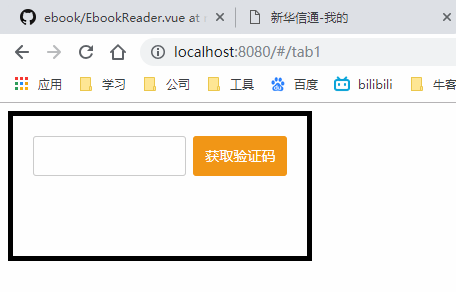 ebook/EbookReader.vue at 新华信通-我的
localhost:8080/#/tab1
应用 学习 公司 工具 百度 bilibili 牛客
获取验证码